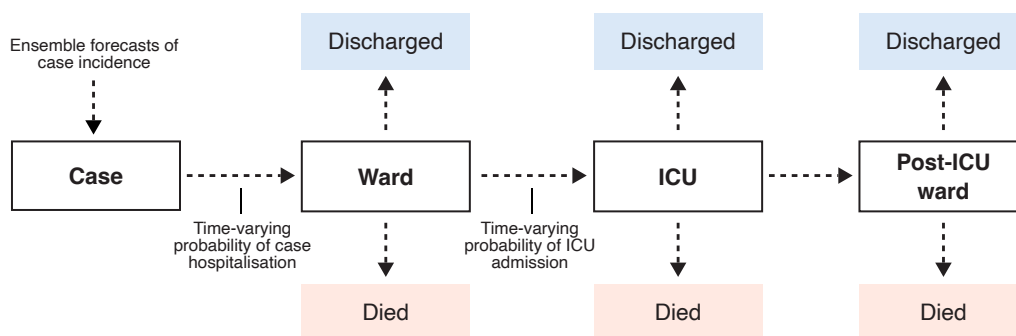 Ensemble forecasts of
case incidence
Discharged
Discharged
Discharged
Case
Ward
ICU
Post-ICU
ward
Time-varying
probability of case
hospitalisation
Time-varying
probability of ICU
admission
Died
Died
Died